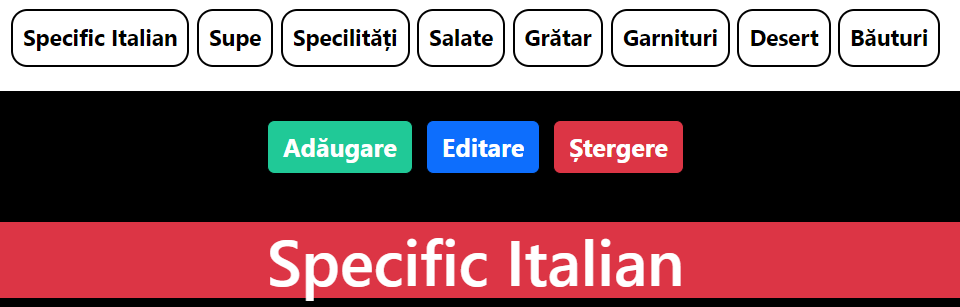 Specific Italian Supe Specilități Salate Grătar Garnituri Desert Băuturi
Adăugare Editare Ștergere
Specific Italian